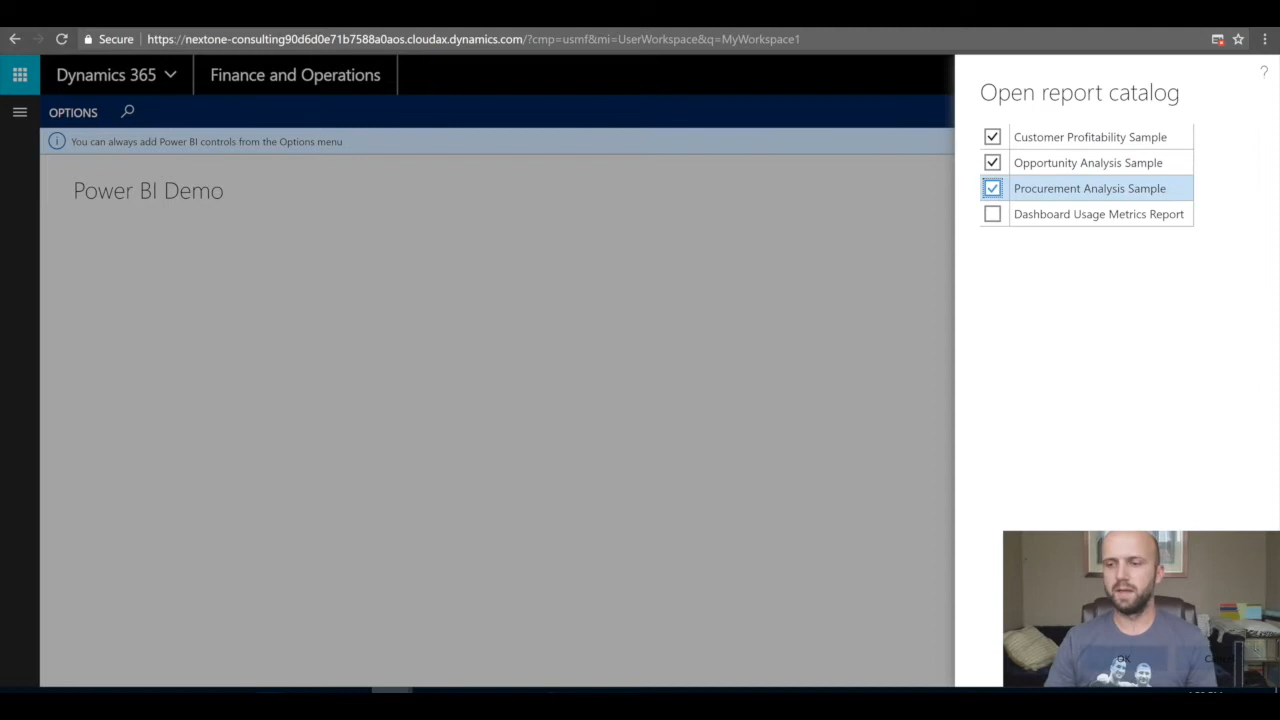 Secure
https://nextone-consulting90d6d0e71b7588a0aos.cloudax.dynamics.com/?cmp=usmf&mi=UserWorkspace&q=MyWorkspace1
Dynamics 365
Finance and Operations
OPTIONS
You can always add Power BI controls from the Options menu
Power BI Demo
?
Open report catalog
Customer Profitability Sample
Opportunity Analysis Sample
Procurement Analysis Sample
Dashboard Usage Metrics Report
OK